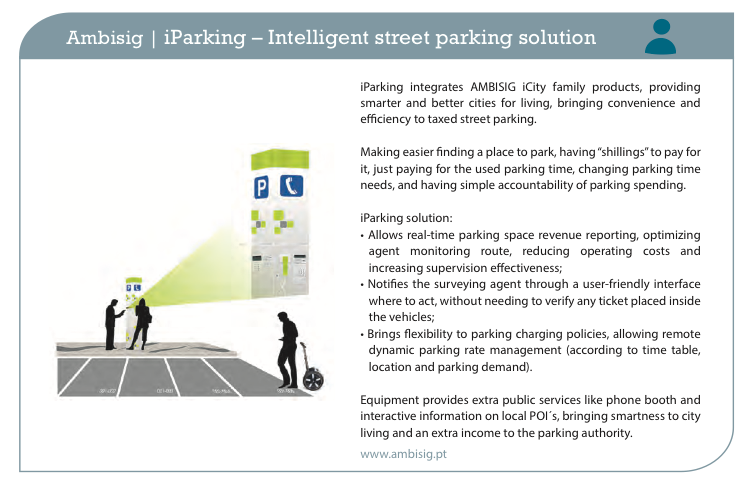 Ambisig | iParking – Intelligent street parking solution
iParking integrates AMBISIG iCity family products, providing
smarter and better cities for living, bringing convenience and
efficiency to taxed street parking.
Making easier finding a place to park, having “shillings” to pay for
it, just paying for the used parking time, changing parking time
needs, and having simple accountability of parking spending.
iParking solution:
• Allows real-time parking space revenue reporting, optimizing
agent monitoring route, reducing operating costs and
increasing supervision effectiveness;
• Notifies the surveying agent through a user-friendly interface
where to act, without needing to verify any ticket placed inside
the vehicles;
• Brings flexibility to parking charging policies, allowing remote
dynamic parking rate management (according to time table,
location and parking demand).
Equipment provides extra public services like phone booth and
interactive information on local POI´s, bringing smartness to city
living and an extra income to the parking authority.
www.ambisig.pt
P
P